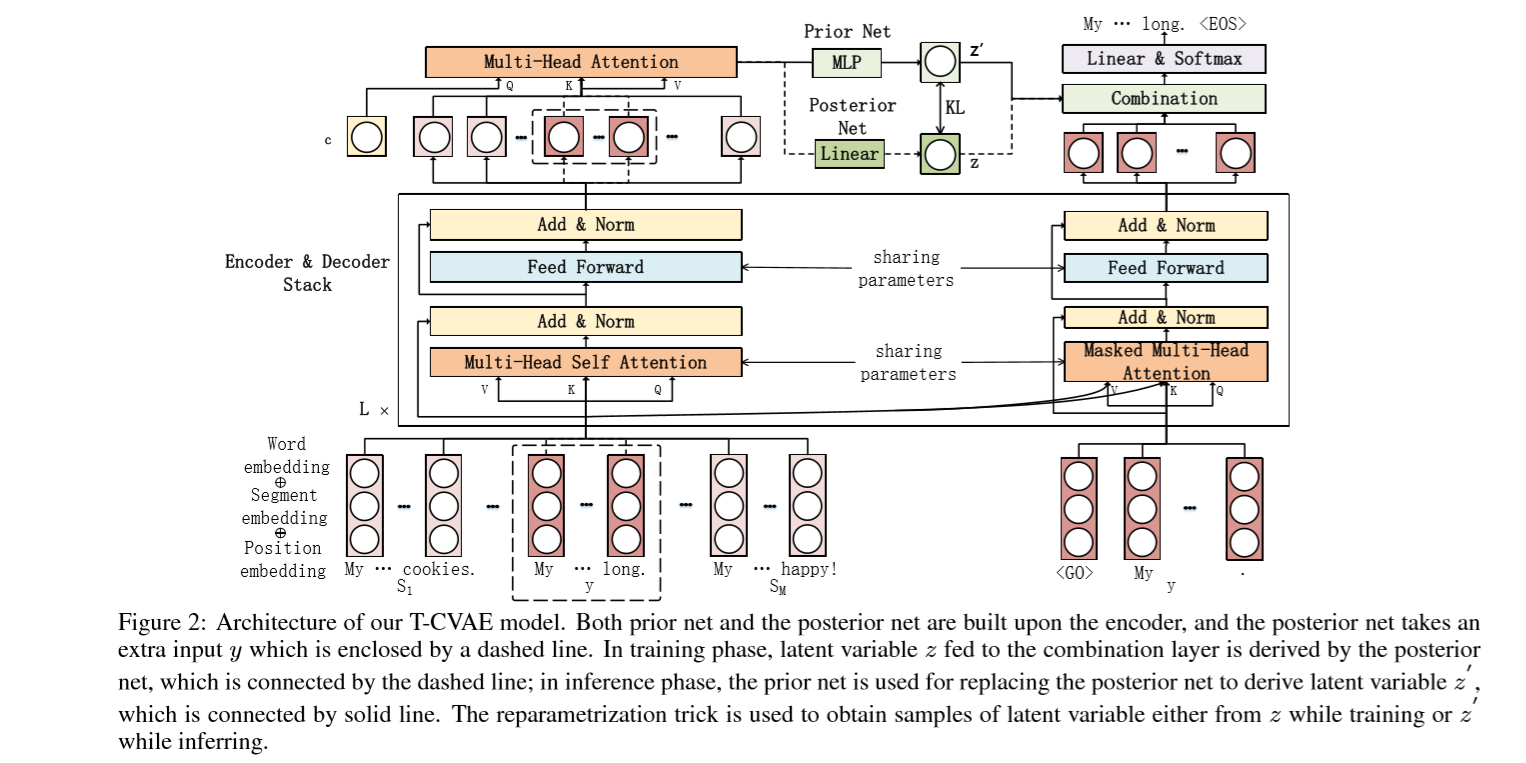 My ⋯ long. <EOS>
Prior Net
Multi-Head Attention
MLP
z'
Linear & Softmax
Q K V
Posterior
Net
KL
Combination
c
Linear
z
Add & Norm
Add & Norm
Encoder & Decoder
Stack
Feed Forward
sharing
parameters
Feed Forward
Add & Norm
Add & Norm
Multi-Head Self Attention
sharing
parameters
Masked Multi-Head
Attention
V K Q
V K Q
L ×
Word
embedding
⊕
Segment
embedding
⊕
Position
embedding
My ⋯ cookies.
S1
My ⋯ long.
y
My ⋯ happy!
SM
<GO> My .
y
Figure 2: Architecture of our T-CVAE model. Both prior net and the posterior net are built upon the encoder, and the posterior net takes an
extra input y which is enclosed by a dashed line. In training phase, latent variable z fed to the combination layer is derived by the posterior
net, which is connected by the dashed line; in inference phase, the prior net is used for replacing the posterior net to derive latent variable z′,
which is connected by solid line. The reparametrization trick is used to obtain samples of latent variable either from z while training or z′
while inferring.